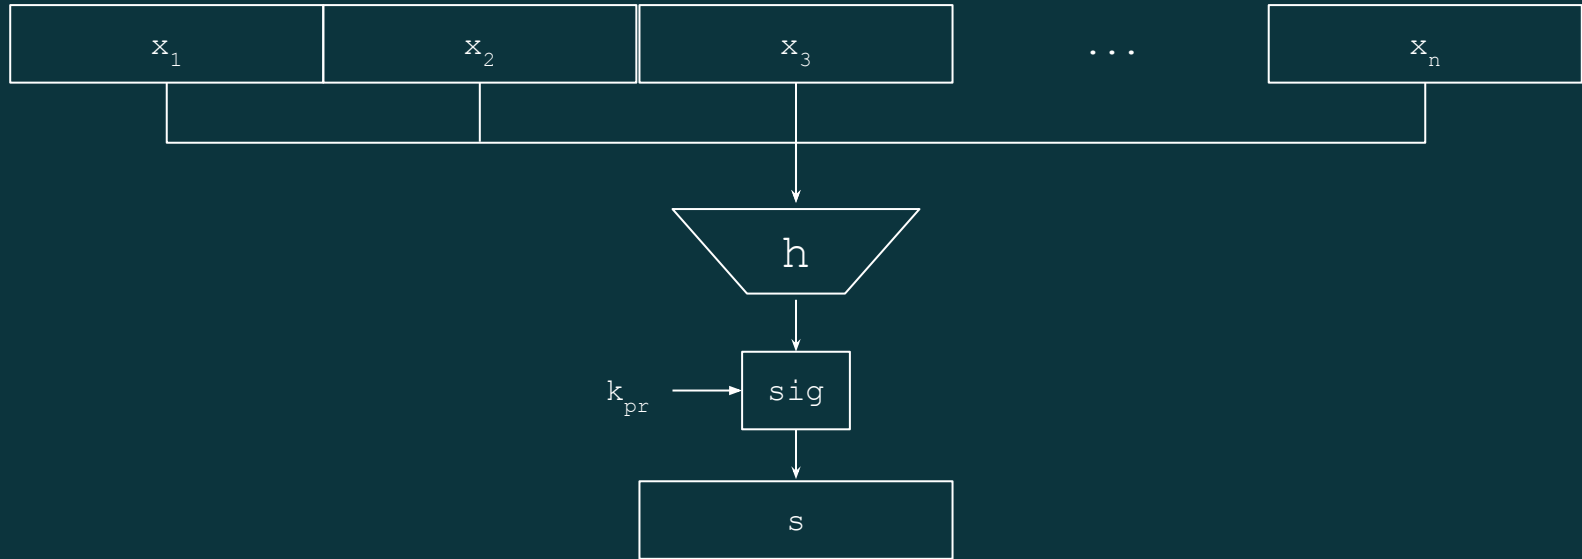 x₁ x₂ x₃ ... xₙ
h
kₚᵣ sig
s